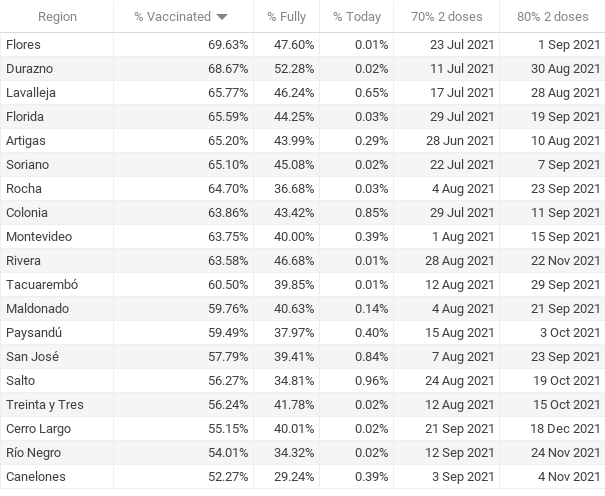 Region % Vaccinated % Fully % Today 70% 2 doses 80% 2 doses
Flores 69.63% 47.60% 0.01% 23 Jul 2021 1 Sep 2021
Durazno 68.67% 52.28% 0.02% 11 Jul 2021 30 Aug 2021
Lavalleja 65.77% 46.24% 0.65% 17 Jul 2021 28 Aug 2021
Florida 65.59% 44.25% 0.03% 29 Jul 2021 19 Sep 2021
Artigas 65.20% 43.99% 0.29% 28 Jun 2021 10 Aug 2021
Soriano 65.10% 45.08% 0.02% 22 Jul 2021 7 Sep 2021
Rocha 64.70% 36.68% 0.03% 4 Aug 2021 23 Sep 2021
Colonia 63.86% 43.42% 0.85% 29 Jul 2021 11 Sep 2021
Montevideo 63.75% 40.00% 0.39% 1 Aug 2021 15 Sep 2021
Rivera 63.58% 46.68% 0.01% 28 Aug 2021 22 Nov 2021
Tacuarembó 60.50% 39.85% 0.01% 12 Aug 2021 29 Sep 2021
Maldonado 59.76% 40.63% 0.14% 4 Aug 2021 21 Sep 2021
Paysandú 59.49% 37.97% 0.40% 15 Aug 2021 3 Oct 2021
San José 57.79% 39.41% 0.84% 7 Aug 2021 23 Sep 2021
Salto 56.27% 34.81% 0.96% 24 Aug 2021 19 Oct 2021
Treinta y Tres 56.24% 41.78% 0.02% 12 Aug 2021 15 Oct 2021
Cerro Largo 55.15% 40.01% 0.02% 21 Sep 2021 18 Dec 2021
Río Negro 54.01% 34.32% 0.02% 12 Sep 2021 24 Nov 2021
Canelones 52.27% 29.24% 0.39% 3 Sep 2021 4 Nov 2021